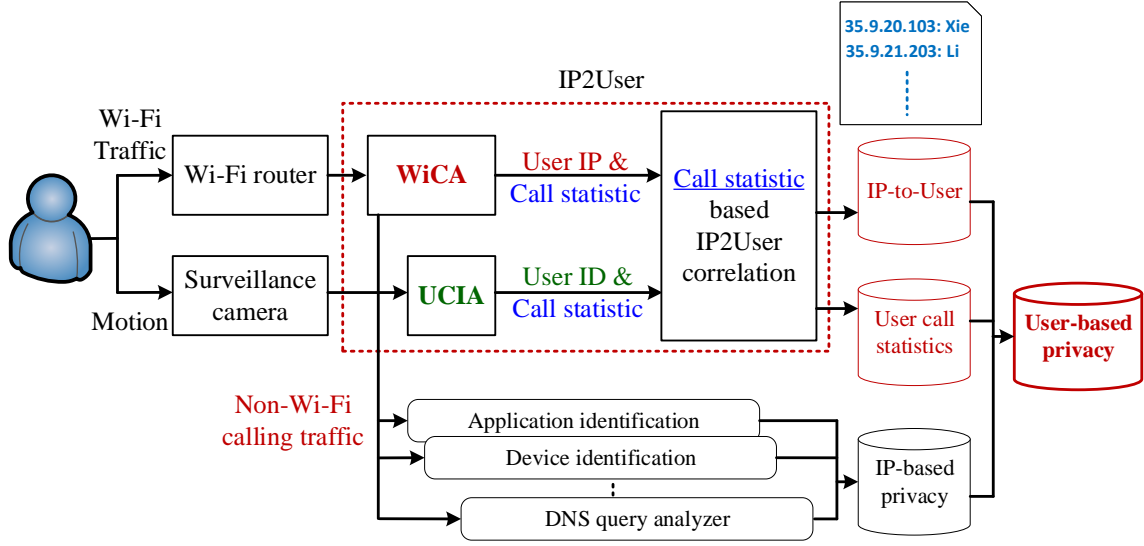 35.9.20.103: Xie
35.9.21.203: Li
IP2User
Wi-Fi
Traffic
Wi-Fi router
WiCA
User IP &
Call statistic
Call statistic
based
IP2User
correlation
IP-to-User
Surveillance
camera
Motion
UCIA
User ID &
Call statistic
User call
statistics
User-based
privacy
Non-Wi-Fi
calling traffic
Application identification
Device identification
DNS query analyzer
IP-based
privacy